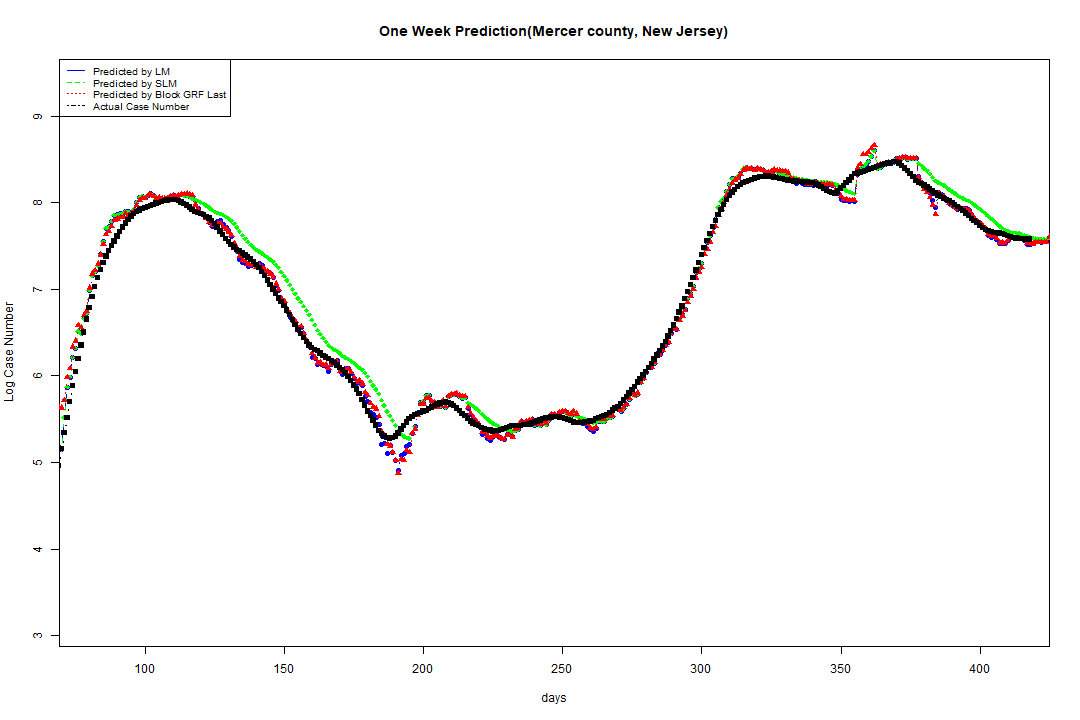 One Week Prediction(Mercer county, New Jersey)
Predicted by LM
Predicted by SLM
Predicted by Block GRF Last
Actual Case Number
9
8
7
6
5
4
3
Log Case Number
100 150 200 250 300 350 400
days